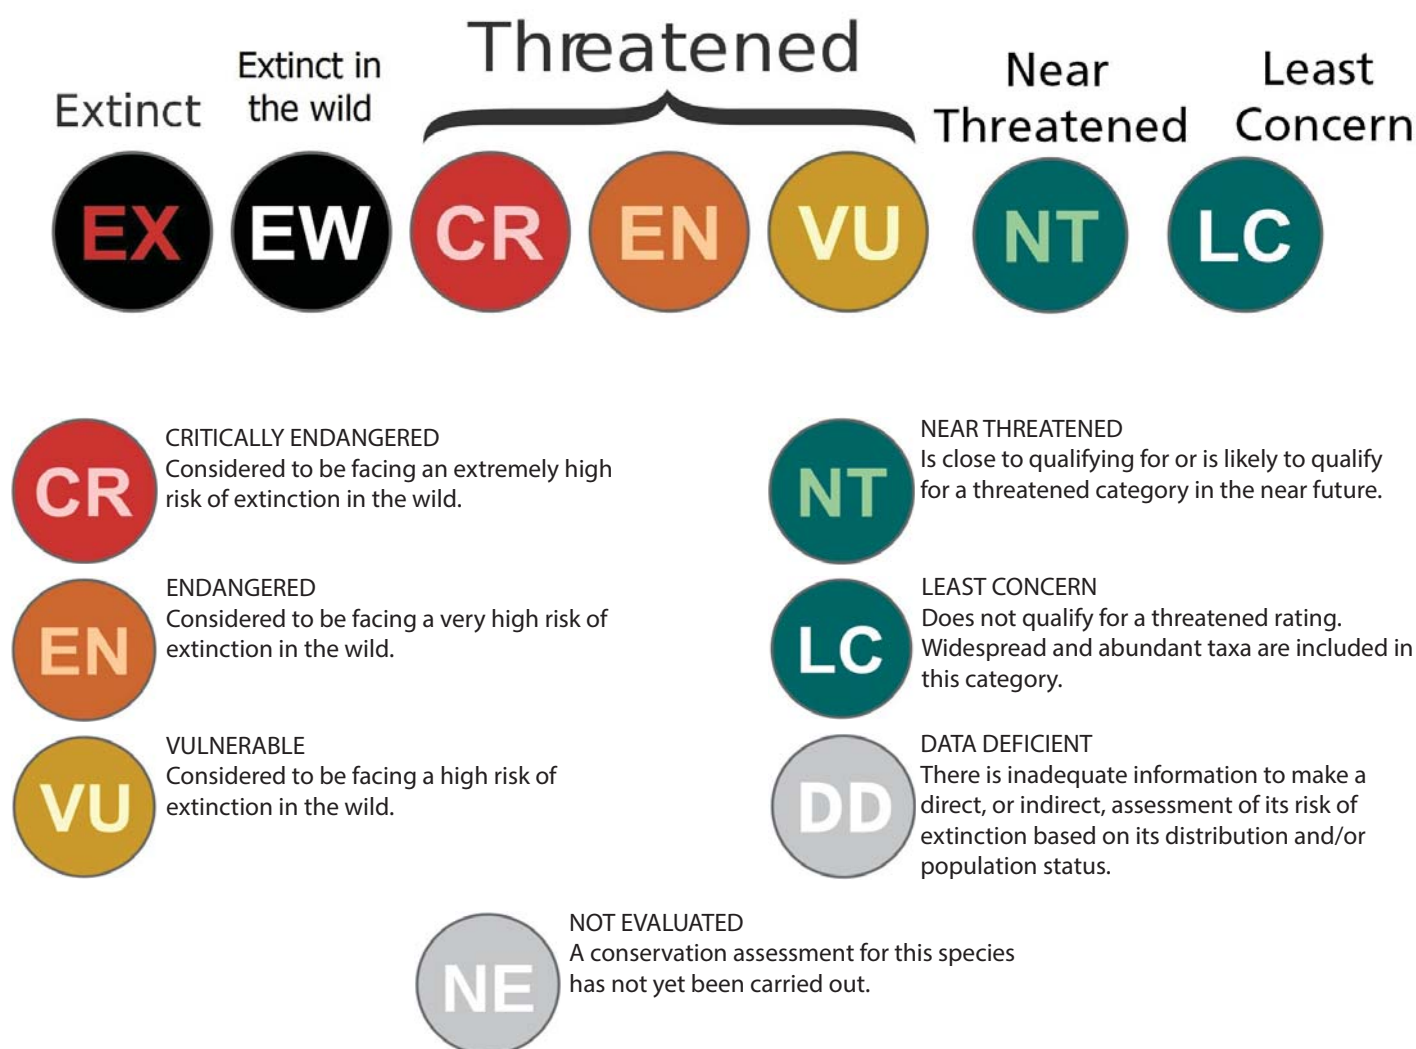 Threatened
Extinct
Extinct in
the wild
Near
Threatened
Least
Concern
EX
EW
CR
EN
VU
NT
LC
CR
CRITICALLY ENDANGERED
Considered to be facing an extremely high
risk of extinction in the wild.
EN
ENDANGERED
Considered to be facing a very high risk of
extinction in the wild.
VU
VULNERABLE
Considered to be facing a high risk of
extinction in the wild.
NT
NEAR THREATENED
Is close to qualifying for or is likely to qualify
for a threatened category in the near future.
LC
LEAST CONCERN
Does not qualify for a threatened rating.
Widespread and abundant taxa are included in
this category.
DD
DATA DEFICIENT
There is inadequate information to make a
direct, or indirect, assessment of its risk of
extinction based on its distribution and/or
population status.
NE
NOT EVALUATED
A conservation assessment for this species
has not yet been carried out.